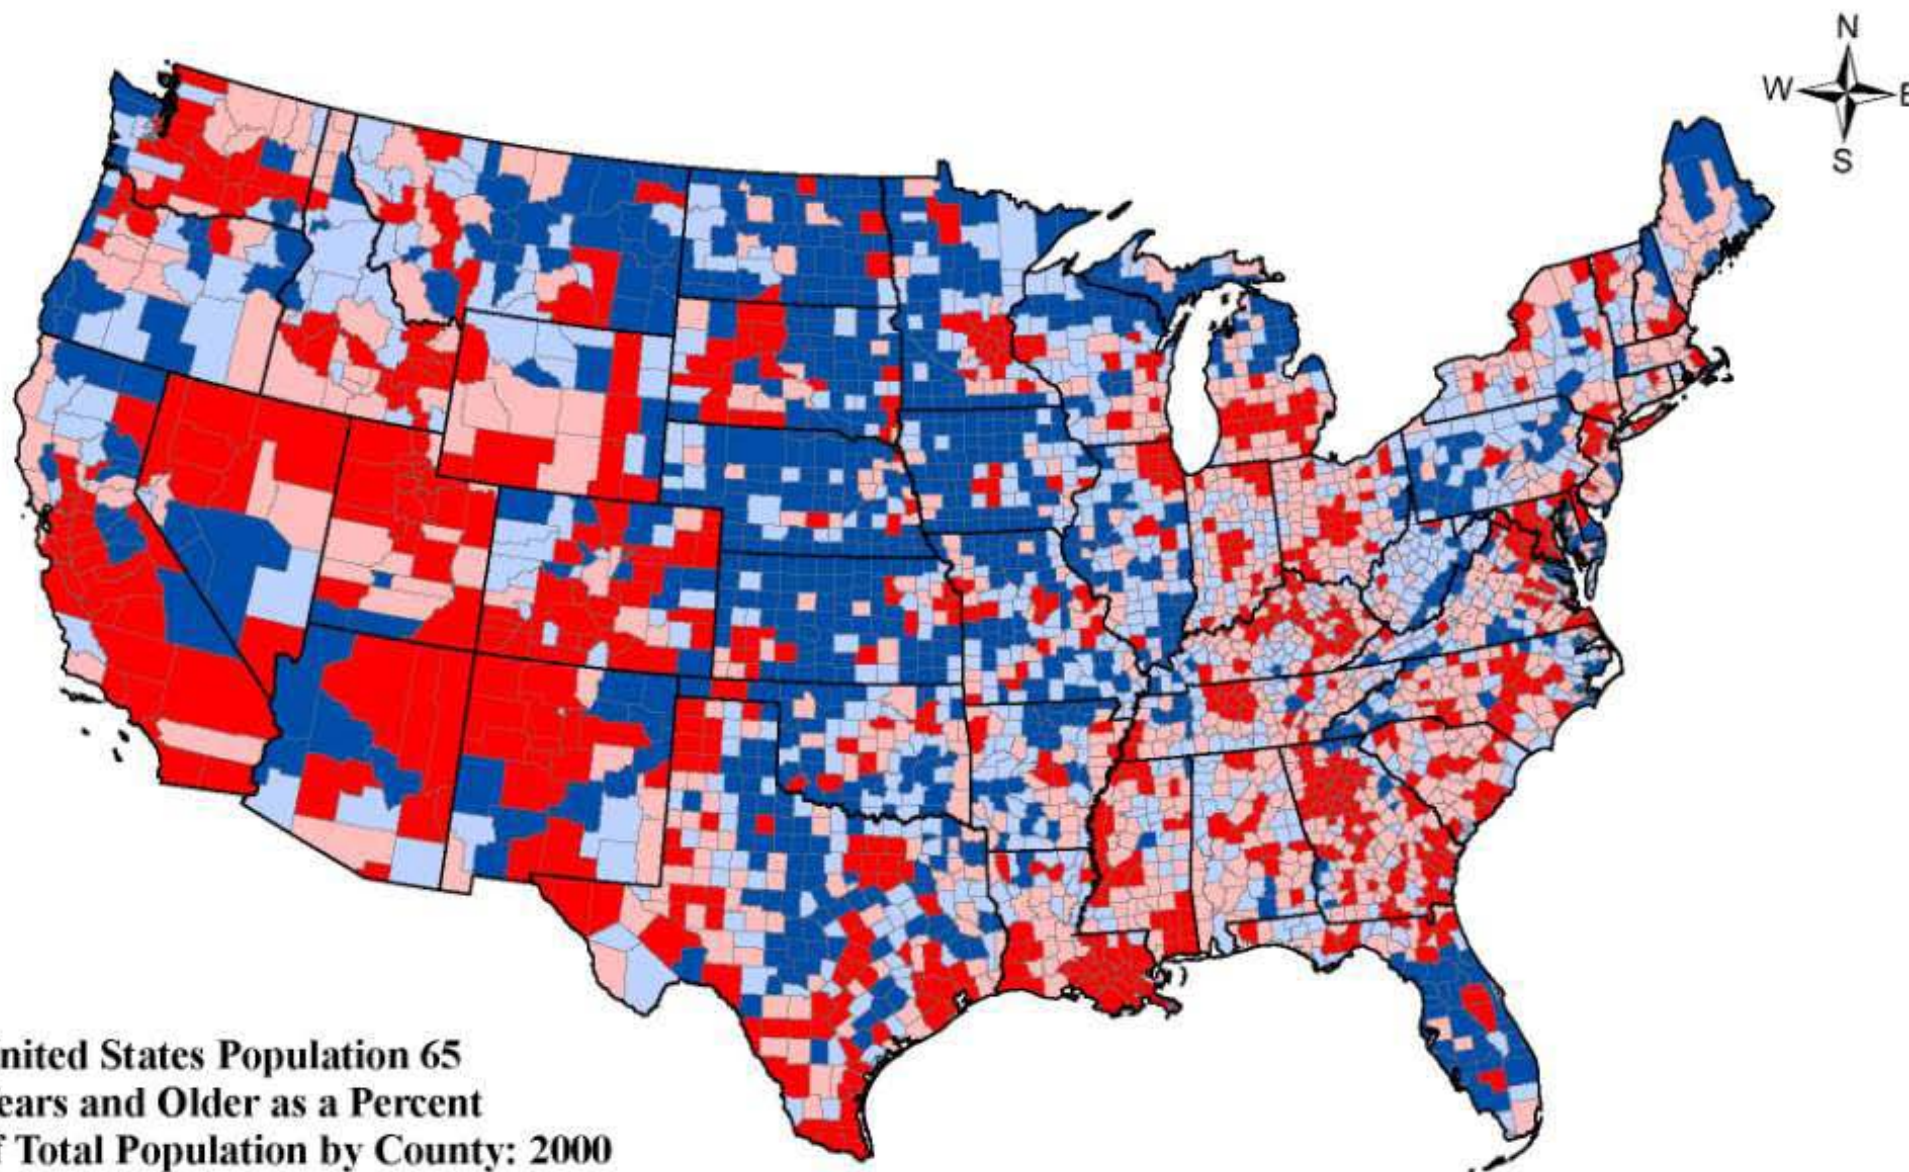 N
W E
S
nited States Population 65
ears and Older as a Percent
f Total Population by County: 2000